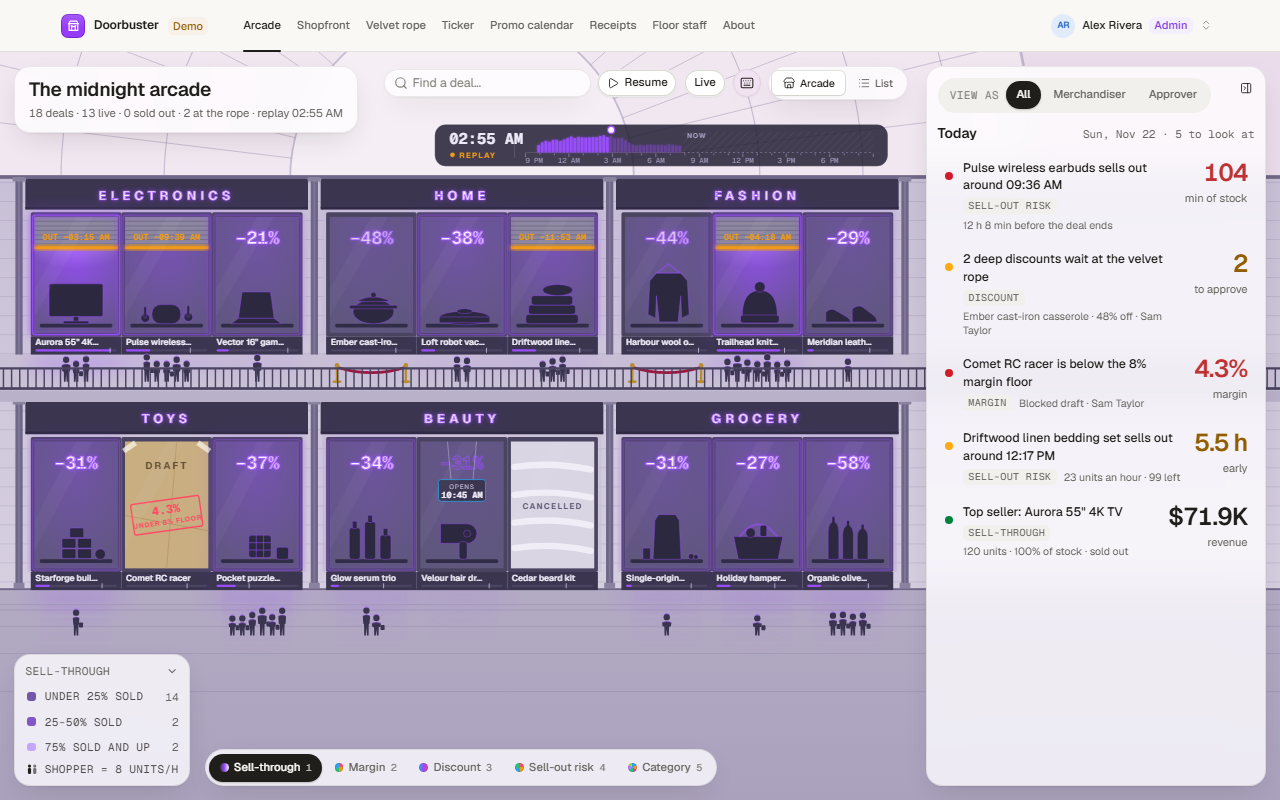 Doorbuster Demo Arcade Shopfront Velvet rope Ticker Promo calendar Receipts Floor staff About AR Alex Rivera Admin
The midnight arcade
18 deals · 13 live · 0 sold out · 2 at the rope · replay 02:55 AM
Find a deal... Resume Live Arcade List
02:55 AM
REPLAY
NOW
9 PM 12 AM 3 AM 6 AM 9 AM 12 PM 3 PM 6 PM
ELECTRONICS HOME FASHION
OUT ~03:15 AM OUT ~09:39 AM −21% −48% −38% OUT ~11:53 AM −44% OUT ~04:16 AM −29%
Aurora 55" 4K... Pulse wireless... Vector 16" gam... Ember cast-iro... Loft robot vac... Driftwood line... Harbour wool o... Trailhead knit... Meridian leath...
TOYS BEAUTY GROCERY
−31% DRAFT −37% −34% OPENS 10:45 AM CANCELLED −31% −27% −58%
4.3%
UNDER 8% FLOOR
Starforge buil... Comet RC racer Pocket puzzle... Glow serum trio Velour hair dr... Cedar beard kit Single-origin... Holiday hamper... Organic olive...
SELL-THROUGH
UNDER 25% SOLD 14
25–50% SOLD 2
75% SOLD AND UP 2
SHOPPER = 8 UNITS/H
Sell-through 1 Margin 2 Discount 3 Sell-out risk 4 Category 5
VIEW AS All Merchandiser Approver
Today Sun, Nov 22 · 5 to look at
Pulse wireless earbuds sells out
around 09:36 AM
104
min of stock
SELL-OUT RISK
12 h 8 min before the deal ends
2 deep discounts wait at the velvet
rope
2
to approve
DISCOUNT
Ember cast-iron casserole · 48% off · Sam
Taylor
Comet RC racer is below the 8%
margin floor
4.3%
margin
MARGIN Blocked draft · Sam Taylor
Driftwood linen bedding set sells out
around 12:17 PM
5.5 h
early
SELL-OUT RISK 23 units an hour · 99 left
Top seller: Aurora 55" 4K TV
$71.9K
revenue
SELL-THROUGH
120 units · 100% of stock · sold out